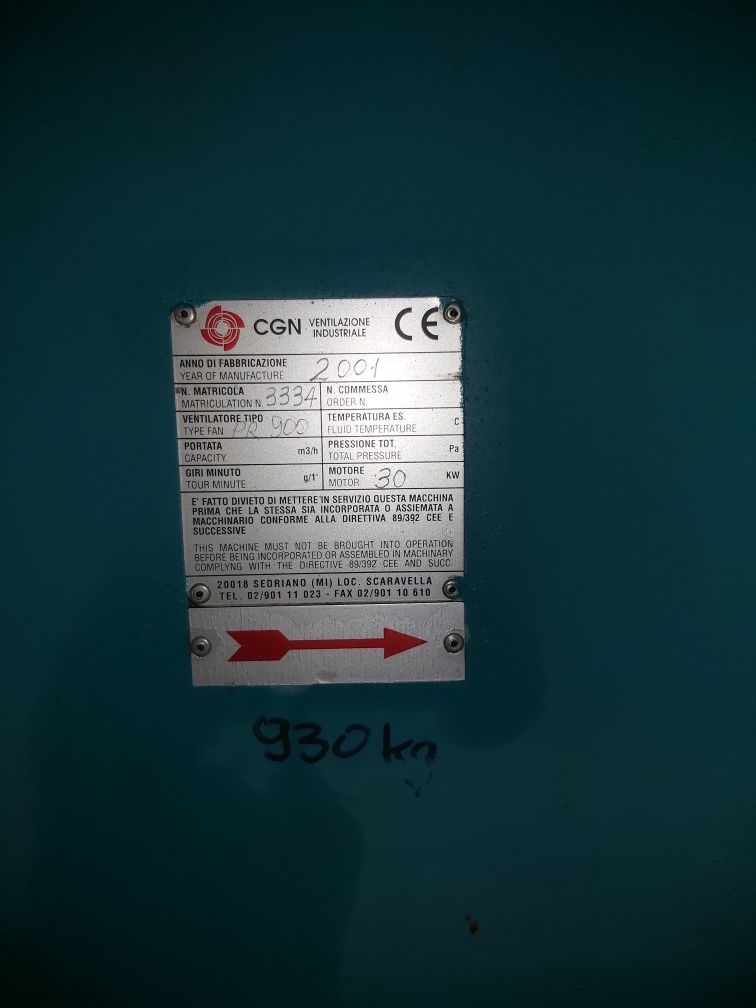 CGN VENTILAZIONE INDUSTRIALE CE
ANNO DI FABBRICAZIONE
YEAR OF MANUFACTURE 2001
N. MATRICOLA
MATRICULATION N. 3334
N. COMMESSA
ORDER N.
VENTILATORE TIPO
TYPE FAN PR 900
TEMPERATURA ES.
FLUID TEMPERATURE C
PORTATA
CAPACITY m3/h
PRESSIONE TOT.
TOTAL PRESSURE Pa
GIRI MINUTO
TOUR MINUTE g/1'
MOTORE
MOTOR 30 KW
E' FATTO DIVIETO DI METTERE IN SERVIZIO QUESTA MACCHINA
PRIMA CHE LA STESSA SIA INCORPORATA O ASSIEMATA A
MACCHINARIO CONFORME ALLA DIRETTIVA 89/392 CEE E
SUCCESSIVE
THIS MACHINE MUST NOT BE BROUGHT INTO OPERATION
BEFORE BEING INCORPORATED OR ASSEMBLED IN MACHINARY
COMPLYNG WITH THE DIRECTIVE 89/392 CEE AND SUCC.
20018 SEDRIANO (MI) LOC. SCARAVELLA
TEL. 02/901 11 023 - FAX 02/901 10 610
930 kg